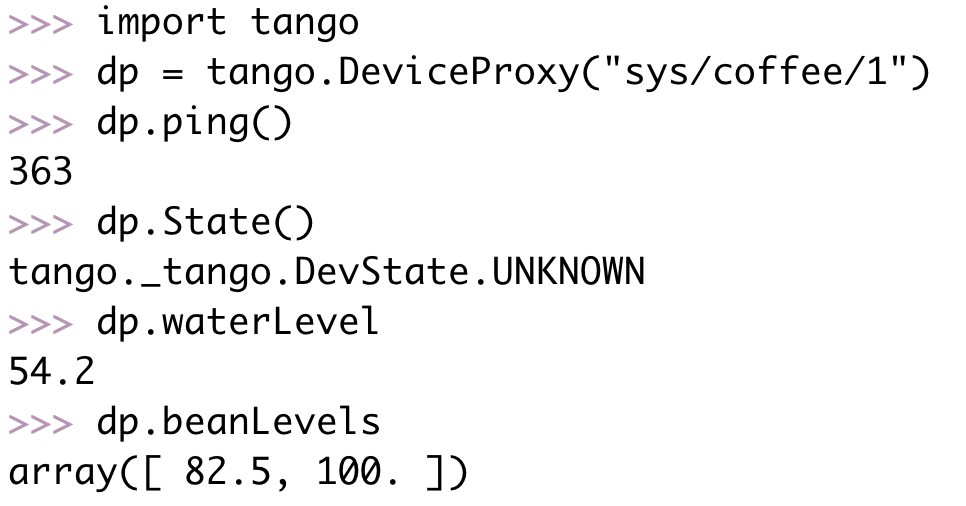 >>> import tango
>>> dp = tango.DeviceProxy("sys/coffee/1")
>>> dp.ping()
363
>>> dp.State()
tango._tango.DevState.UNKNOWN
>>> dp.waterLevel
54.2
>>> dp.beanLevels
array([ 82.5, 100. ])